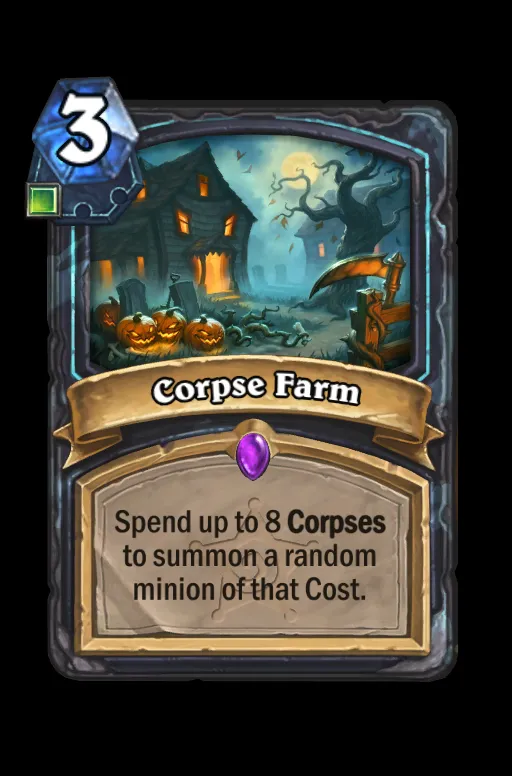 3
Corpse Farm
Spend up to 8 Corpses
to summon a random
minion of that Cost.